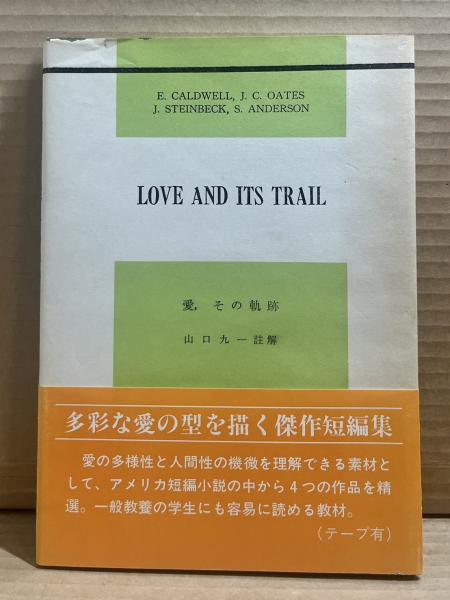 E. CALDWELL, J. C. OATES
J. STEINBECK, S. ANDERSON
LOVE AND ITS TRAIL
愛，その軌跡
山口九一註解
多彩な愛の型を描く傑作短編集
愛の多様性と人間性の機微を理解できる素材と
して、アメリカ短編小説の中から4つの作品を精
選。一般教養の学生にも容易に読める教材。
(テープ有)